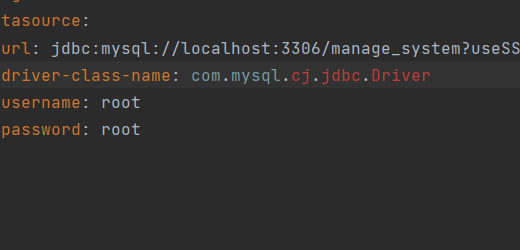 tasource:
url: jdbc:mysql://localhost:3306/manage_system?useSS
driver-class-name: com.mysql.cj.jdbc.Driver
username: root
password: root